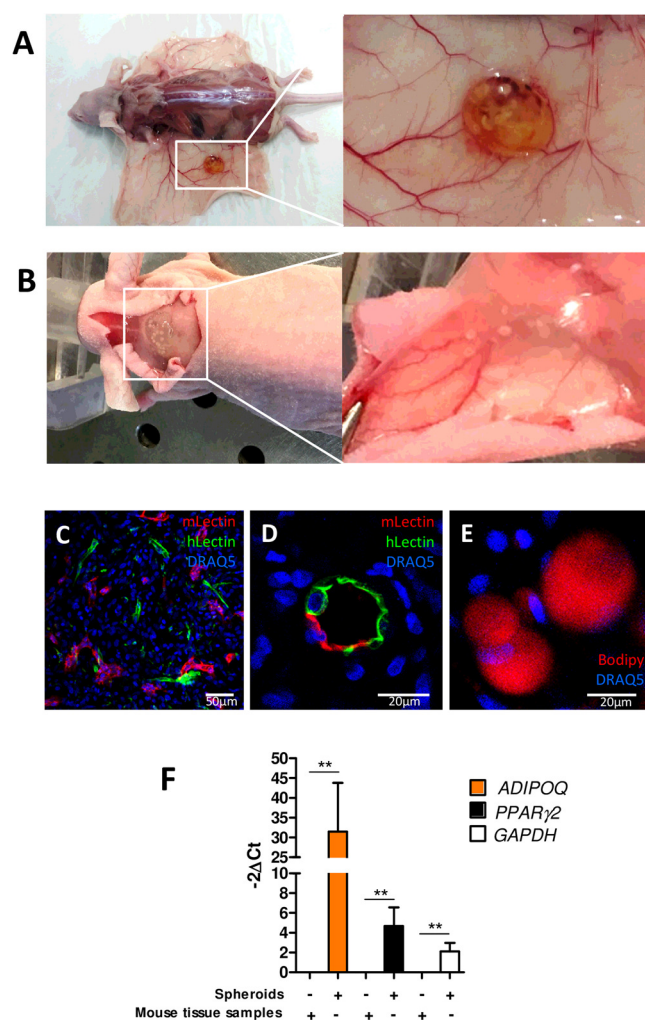 A
B
C
mLectin
hLectin
DRAQ5
50μm
D
mLectin
hLectin
DRAQ5
20μm
E
Bodipy
DRAQ5
20μm
F
50
45
40
35
30
25
10
8
6
4
2
0
-2ΔCt
**
**
**
ADIPOQ
PPARγ2
GAPDH
Spheroids - + - + - +
Mouse tissue samples + - + - + -